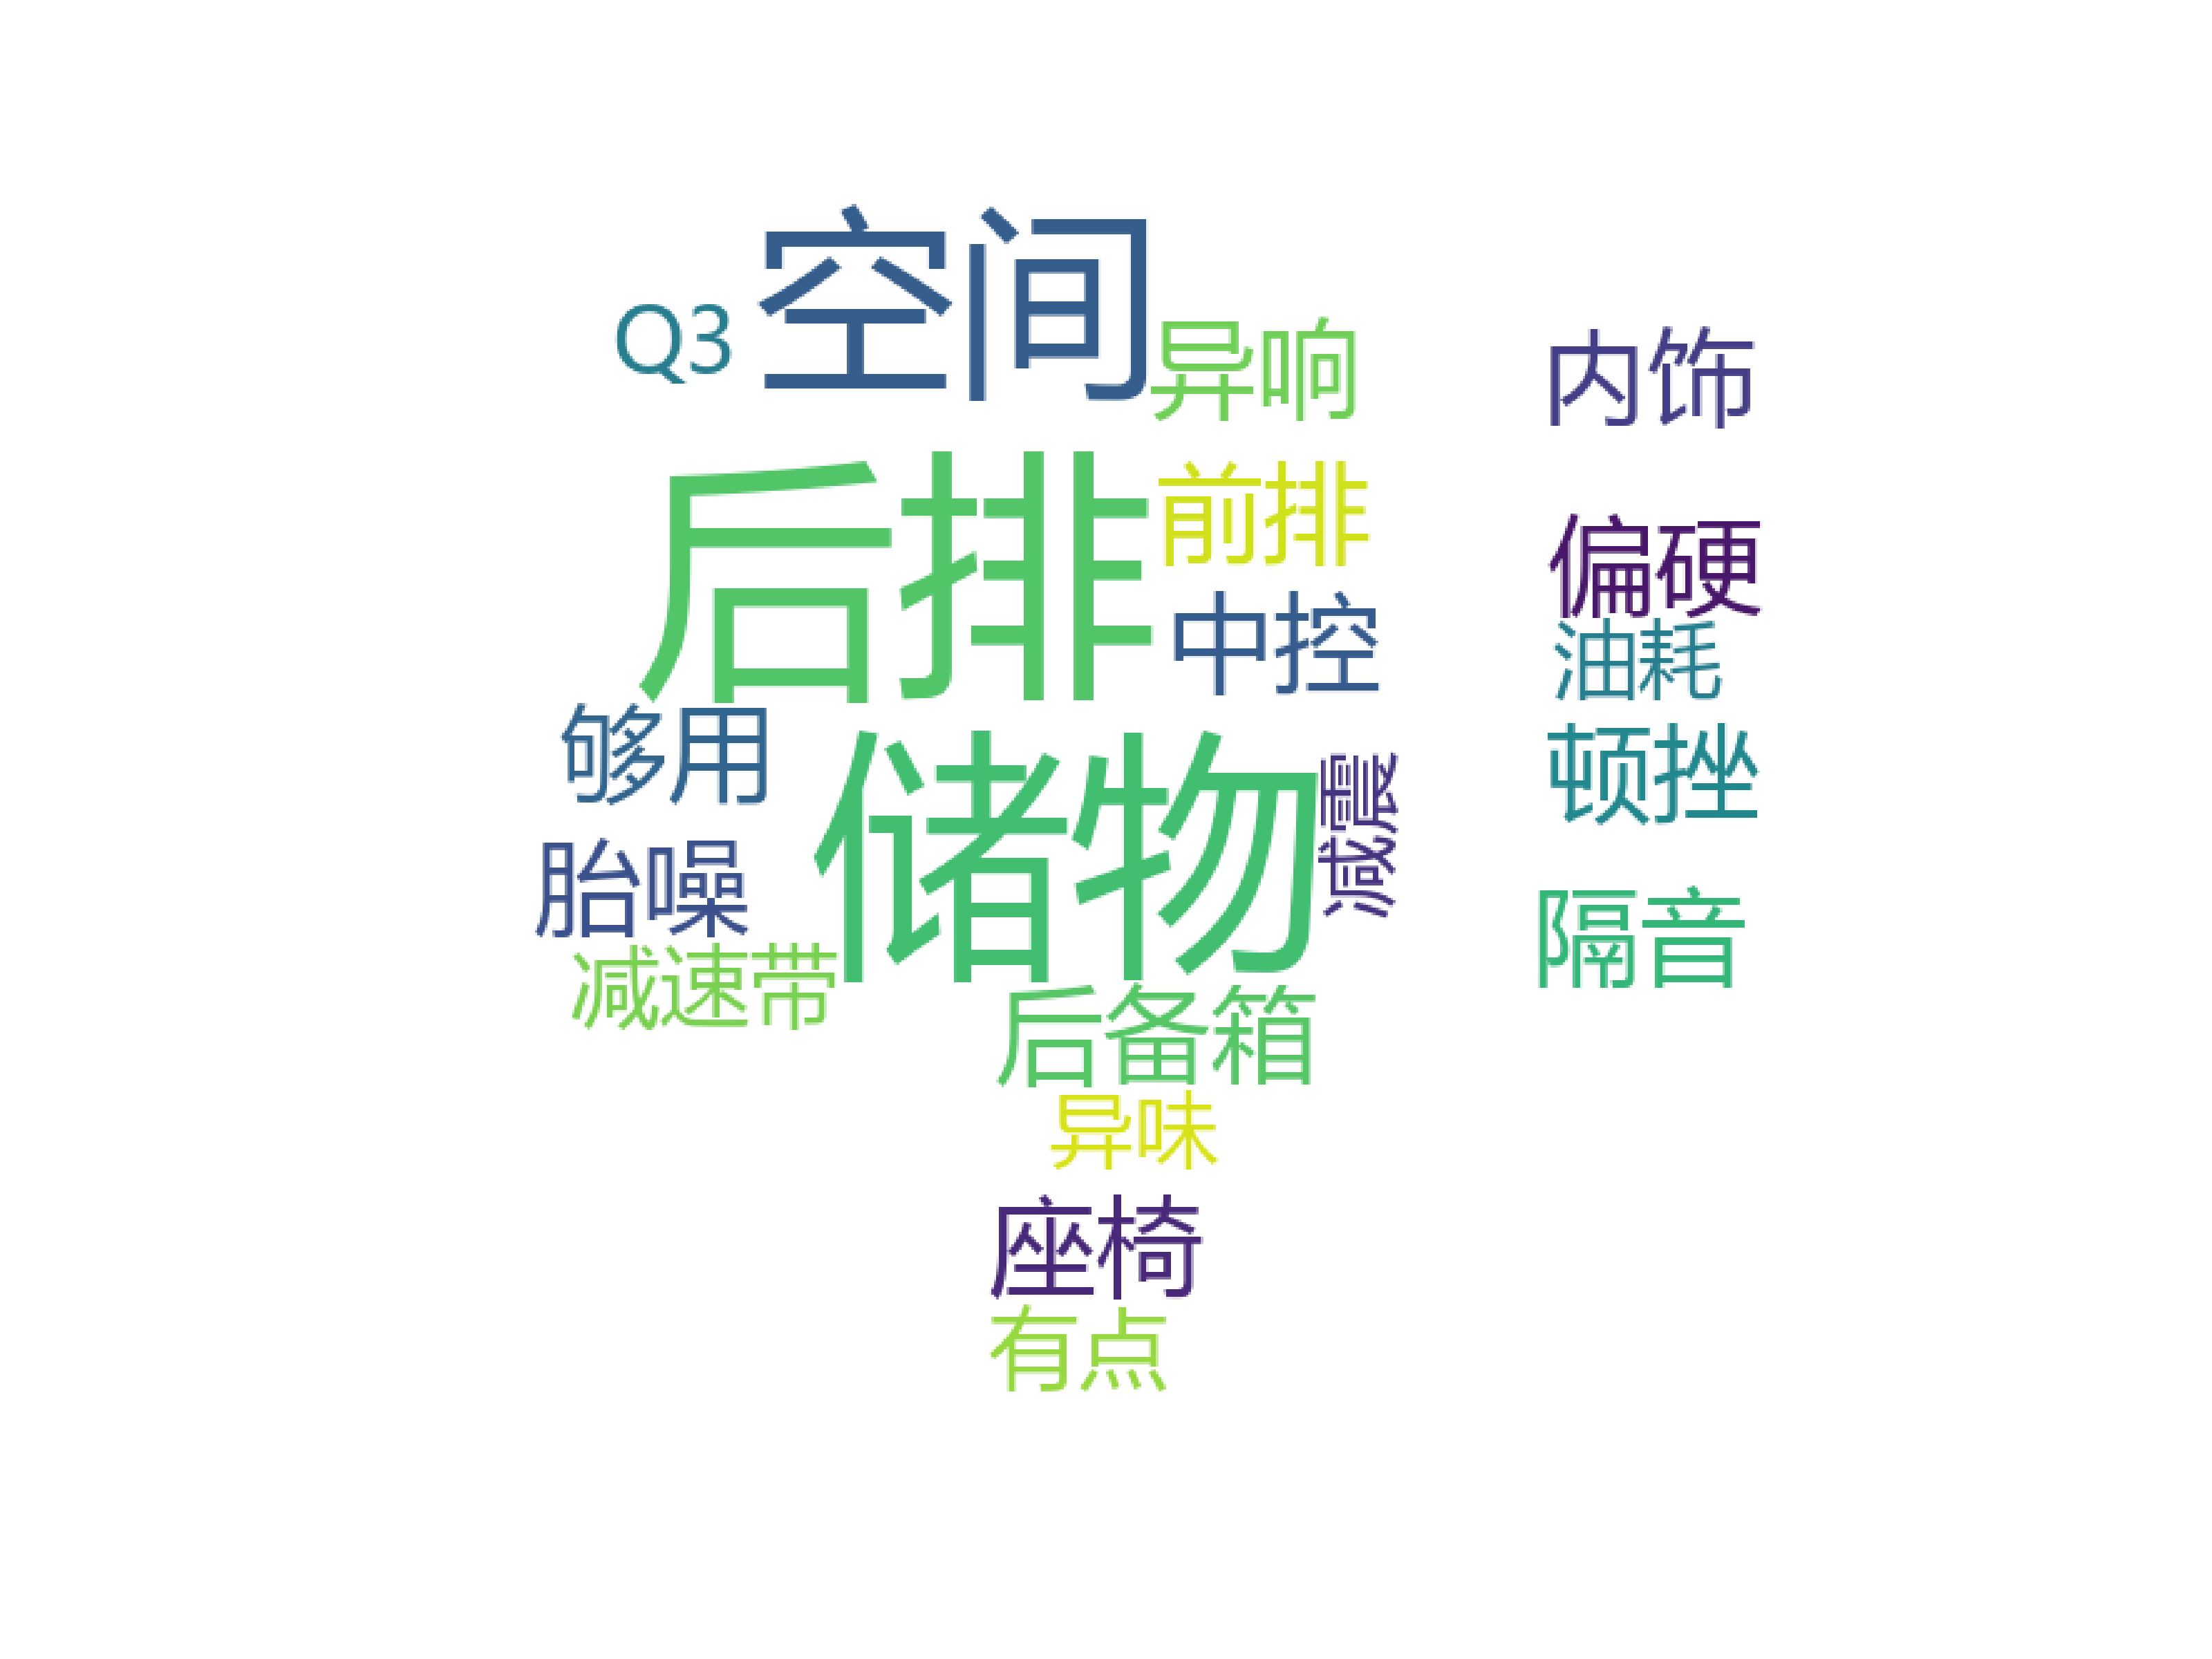 空间
Q3
异响
内饰
后排
前排
偏硬
中控
油耗
够用
顿挫
储物
减震
胎噪
隔音
减速带
后备箱
异味
座椅
有点